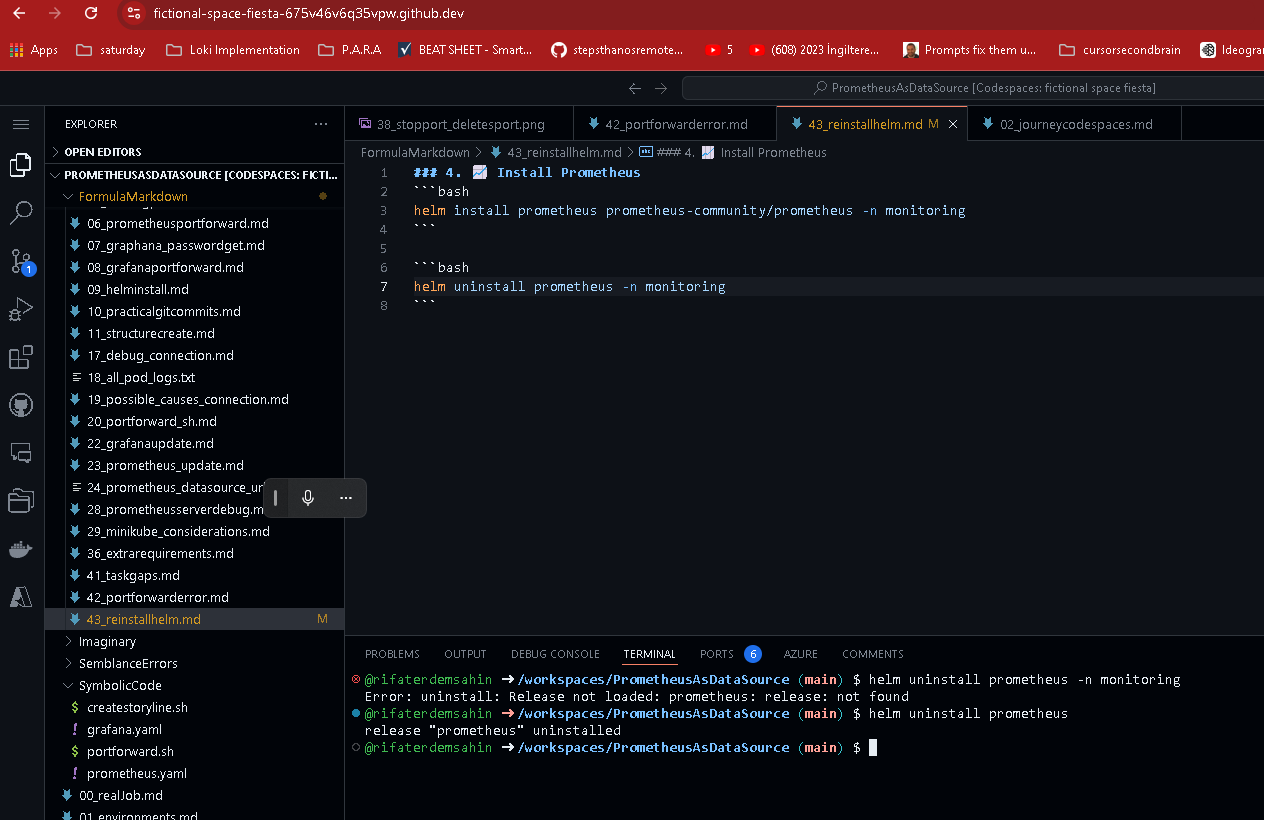 fictional-space-fiesta-675v46v6q35vpw.github.dev
Apps saturday Loki Implementation P.A.R.A BEAT SHEET - Smart... stepsthanosremote... 5 (608) 2023 İngiltere... Prompts fix them u... cursorsecondbrain Ideogra
PrometheusAsDataSource [Codespaces: fictional space fiesta]
EXPLORER
38_stopport_deletesport.png 42_portforwarderror.md 43_reinstallhelm.md M 02_journeycodespaces.md
OPEN EDITORS
FormulaMarkdown > 43_reinstallhelm.md > ### 4. 📈 Install Prometheus
PROMETHEUSASDATASOURCE [CODESPACES: FICTI...
FormulaMarkdown
06_prometheusportforward.md
07_graphana_passwordget.md
08_grafanaportforward.md
09_helminstall.md
10_practicalgitcommits.md
11_structurecreate.md
17_debug_connection.md
18_all_pod_logs.txt
19_possible_causes_connection.md
20_portforward_sh.md
22_grafanaupdate.md
23_prometheus_update.md
24_prometheus_datasource_ur
28_prometheusserverdebug.m
29_minikube_considerations.md
36_extrarequirements.md
41_taskgaps.md
42_portforwarderror.md
43_reinstallhelm.md M
Imaginary
SemblanceErrors
SymbolicCode
$ createstoryline.sh
! grafana.yaml
$ portforward.sh
! prometheus.yaml
00_realJob.md
01_environments.md
1
1 ### 4. 📈 Install Prometheus
2 ```bash
3 helm install prometheus prometheus-community/prometheus -n monitoring
4 ```
5
6 ```bash
7 helm uninstall prometheus -n monitoring
8 ```
PROBLEMS OUTPUT DEBUG CONSOLE TERMINAL PORTS 6 AZURE COMMENTS
@rifaterdemsahin ➜ /workspaces/PrometheusAsDataSource (main) $ helm uninstall prometheus -n monitoring
Error: uninstall: Release not loaded: prometheus: release: not found
@rifaterdemsahin ➜ /workspaces/PrometheusAsDataSource (main) $ helm uninstall prometheus
release "prometheus" uninstalled
@rifaterdemsahin ➜ /workspaces/PrometheusAsDataSource (main) $